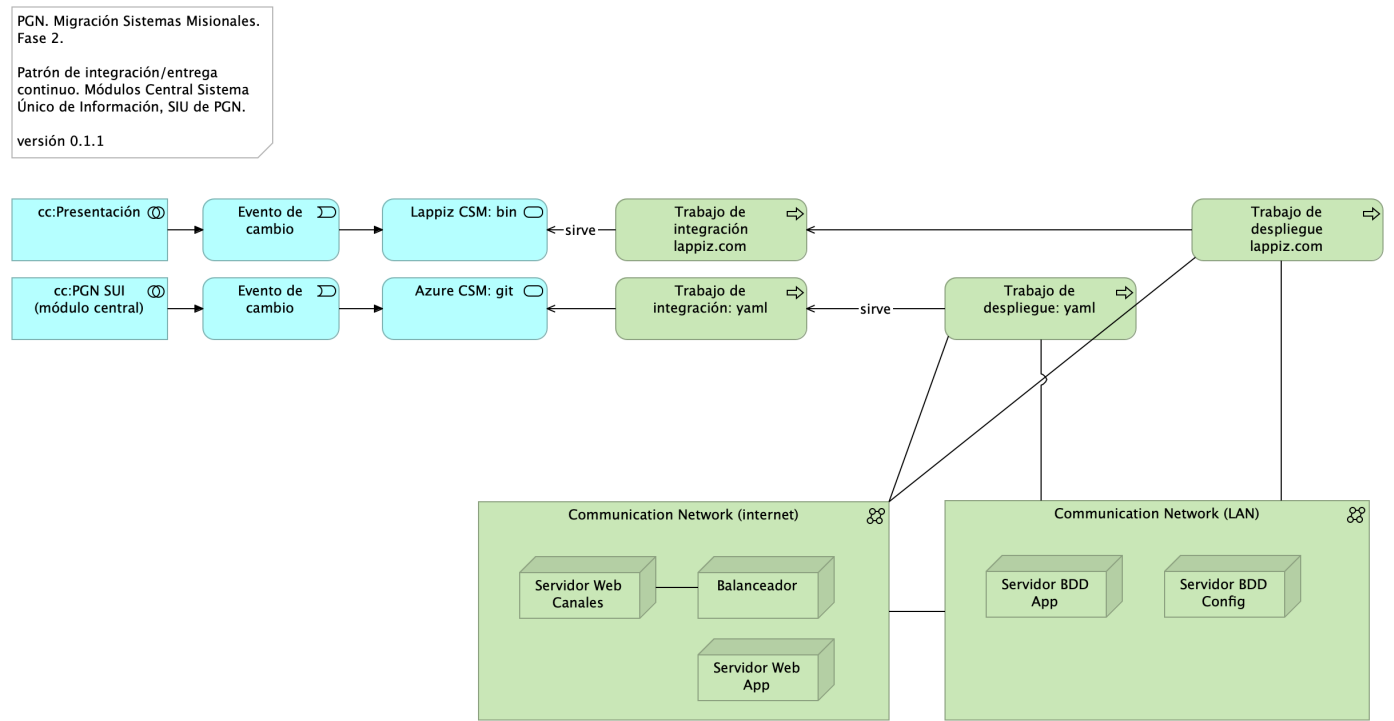 PGN. Migración Sistemas Misionales.
Fase 2.
Patrón de integración/entrega
continuo. Módulos Central Sistema
Único de Información, SIU de PGN.
versión 0.1.1
cc:Presentación
Evento de
cambio
Lappiz CSM: bin
sirve
Trabajo de
integración
lappiz.com
Trabajo de
despliegue
lappiz.com
cc:PGN SUI
(módulo central)
Evento de
cambio
Azure CSM: git
Trabajo de
integración: yaml
sirve
Trabajo de
despliegue: yaml
Communication Network (internet)
Servidor Web
Canales
Balanceador
Servidor Web
App
Communication Network (LAN)
Servidor BDD
App
Servidor BDD
Config